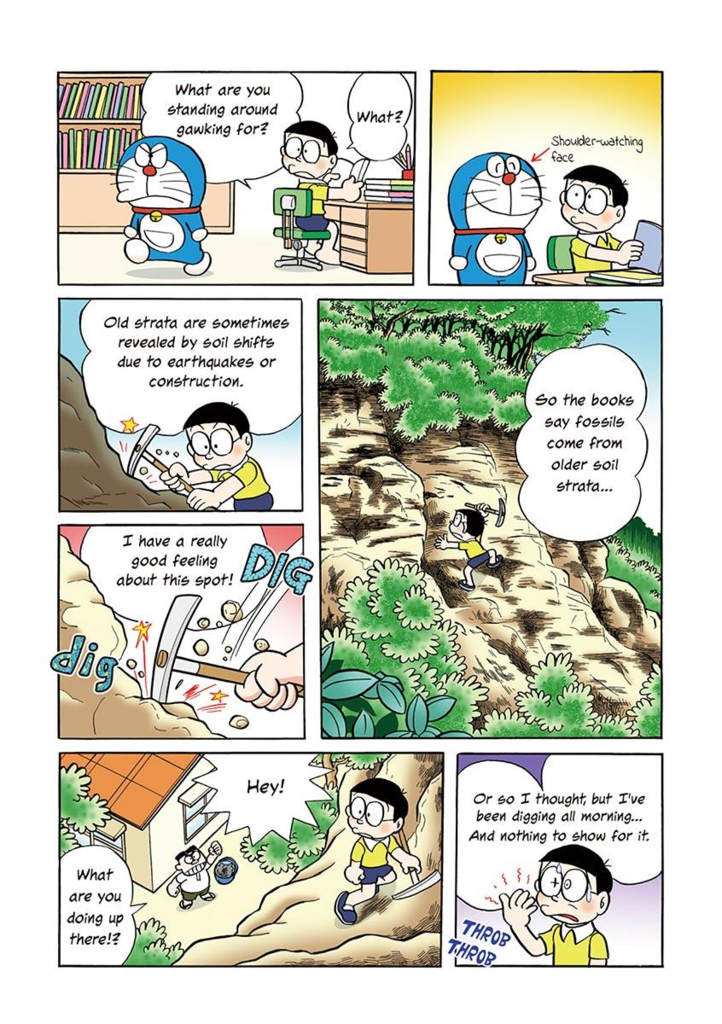 Shoulder-watching
face
What?
What are you
standing around
gawking for?
So the books
say fossils
come from
older soil
strata...
Old strata are sometimes
revealed by soil shifts
due to earthquakes or
construction.
I have a really
good feeling
about this spot!
DIG
dig
Or so I thought, but I've
been digging all morning...
And nothing to show for it.
THROB
THROB
Hey!
What
are you
doing up
there!?